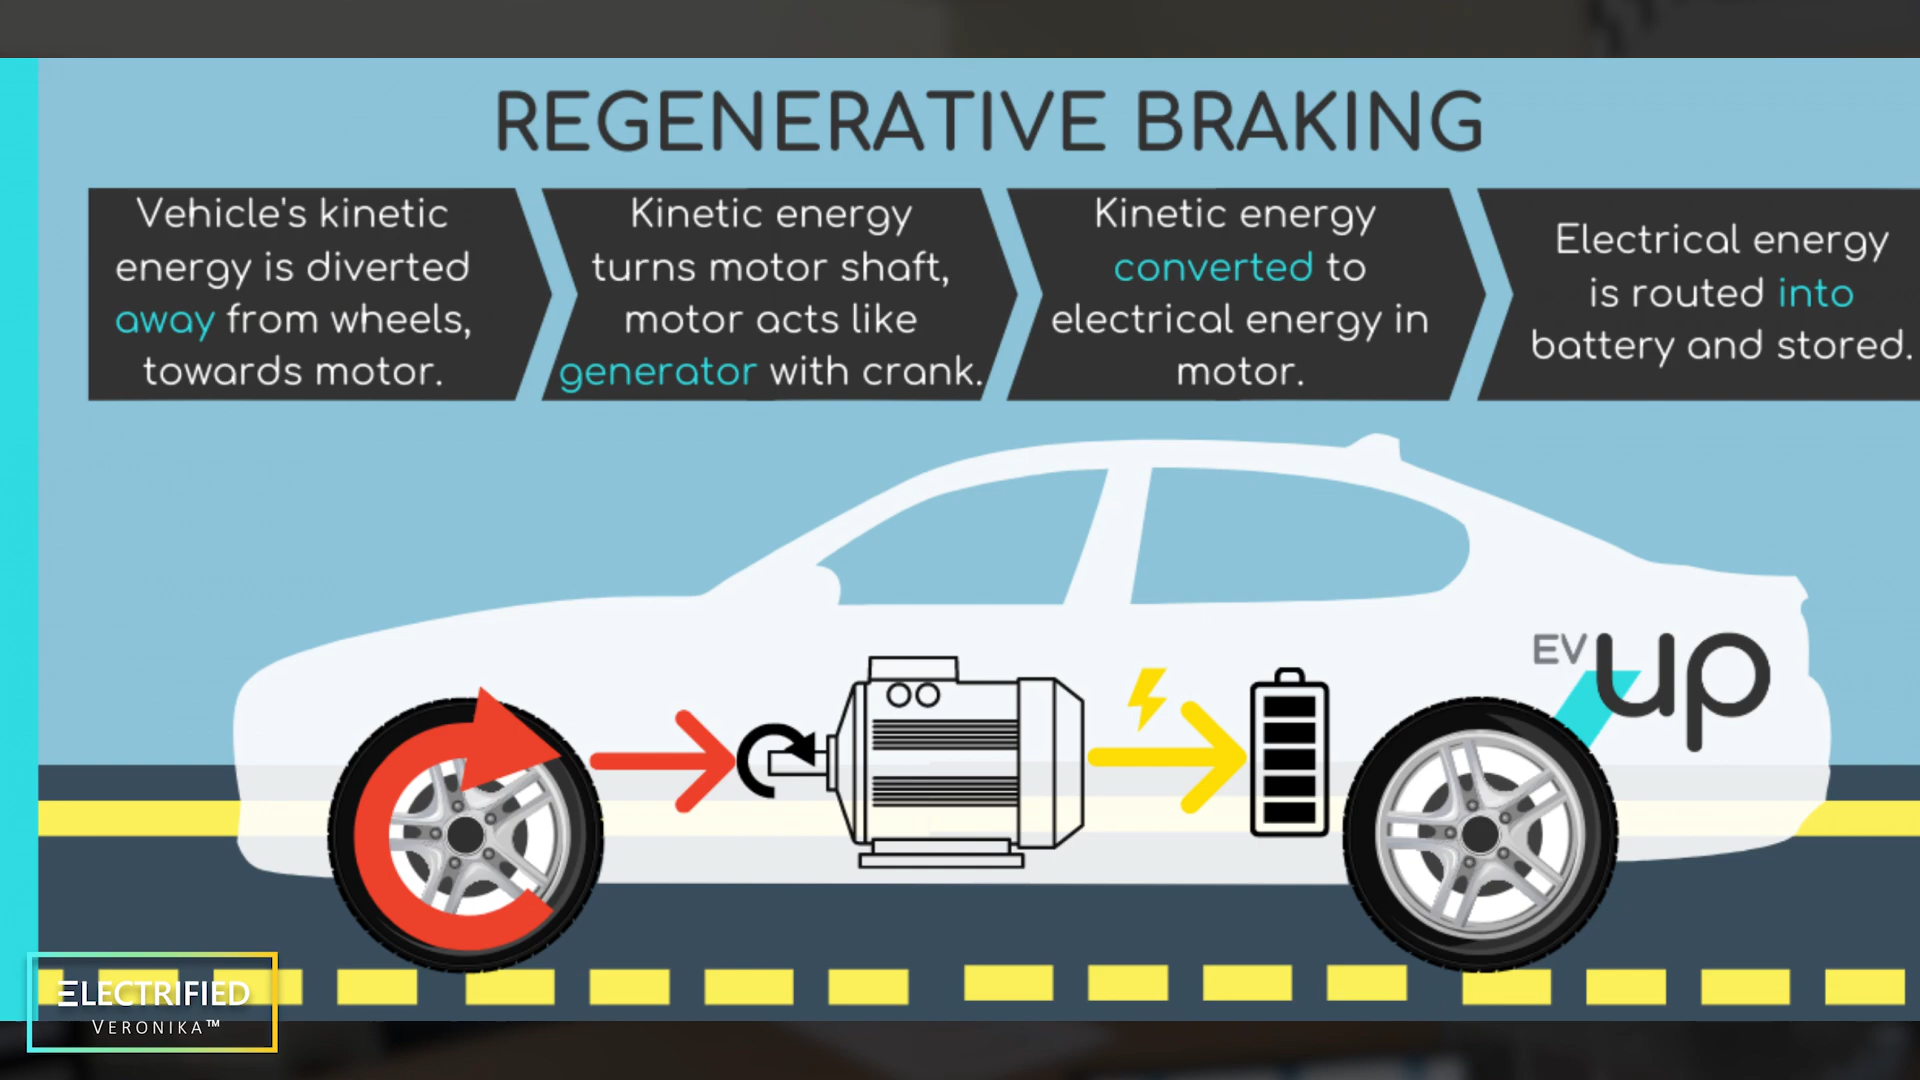 REGENERATIVE BRAKING
Vehicle's kinetic
energy is diverted
away from wheels,
towards motor.
Kinetic energy
turns motor shaft,
motor acts like
generator with crank.
Kinetic energy
converted to
electrical energy in
motor.
Electrical energy
is routed into
battery and stored.
EV up
ELECTRIFIED
VERONIKA™